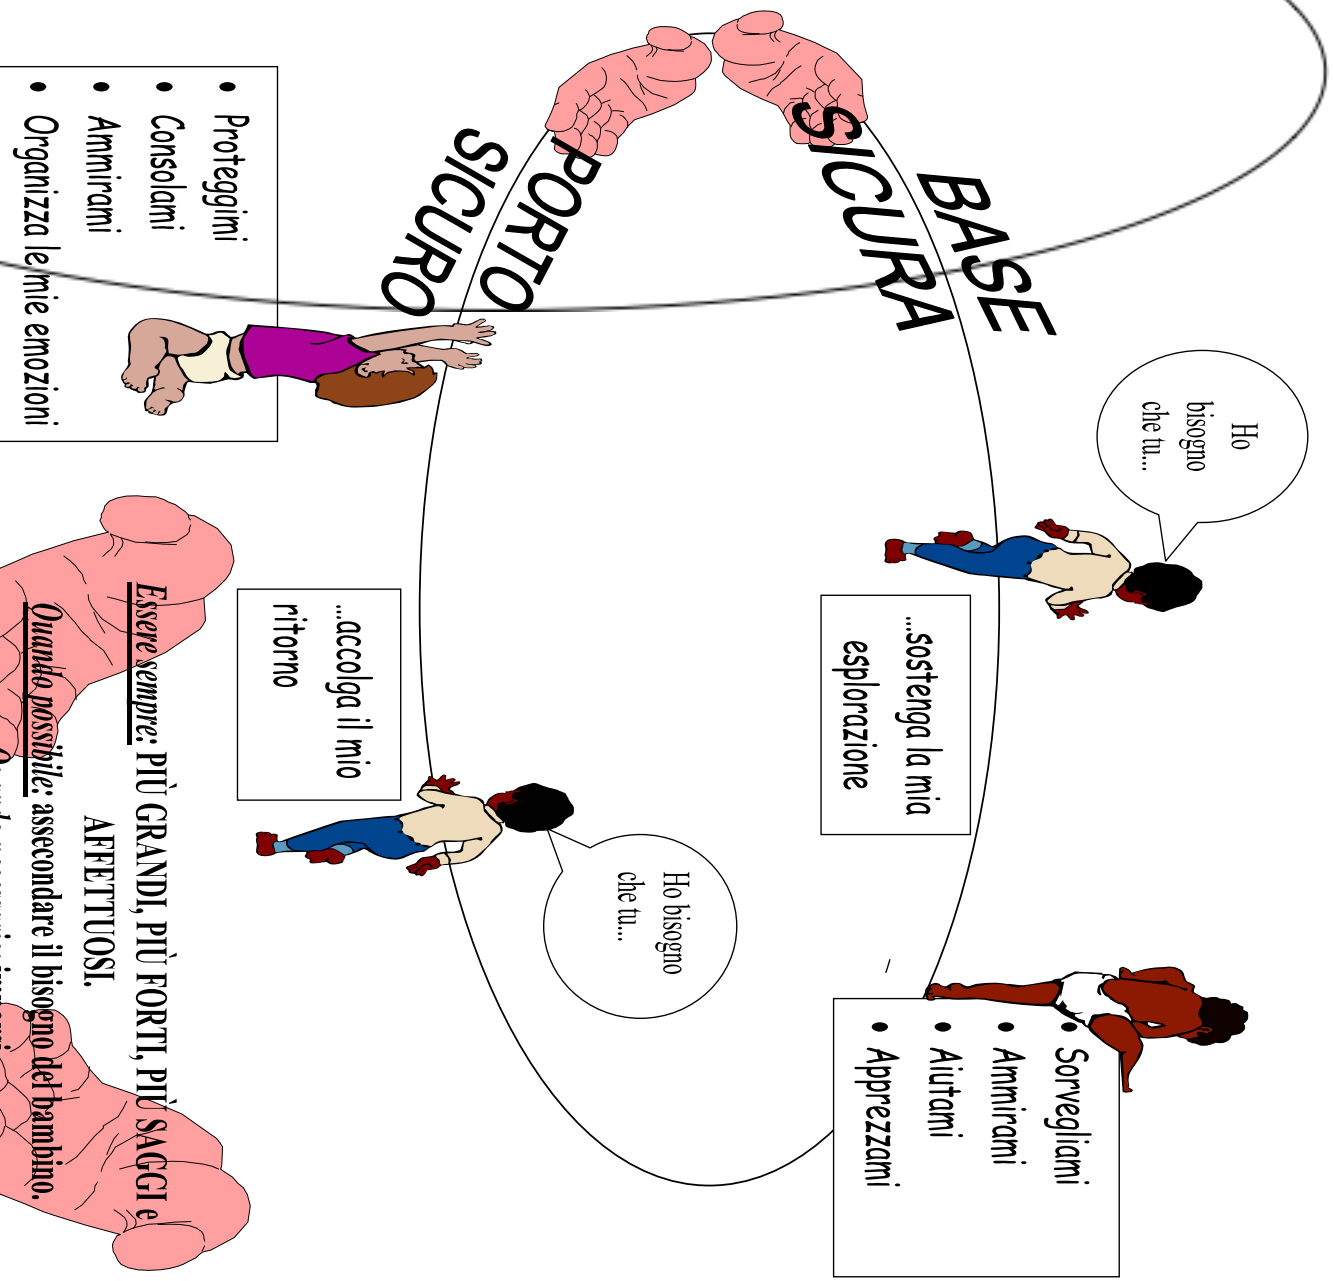 BASE
SICURA
PORTO
SICURO
Ho
bisogno
che tu...
...sostenga la mia
esplorazione
• Sorvegliami
• Ammirami
• Aiutami
• Apprezzami
Ho bisogno
che tu...
...accolga il mio
ritorno
• Proteggimi
• Consolami
• Ammirami
• Organizza le mie emozioni
Essere sempre: PIÙ GRANDI, PIÙ FORTI, PIÙ SAGGI e
AFFETTUOSI.
Quando possibile: assecondare il bisogno del bambino.